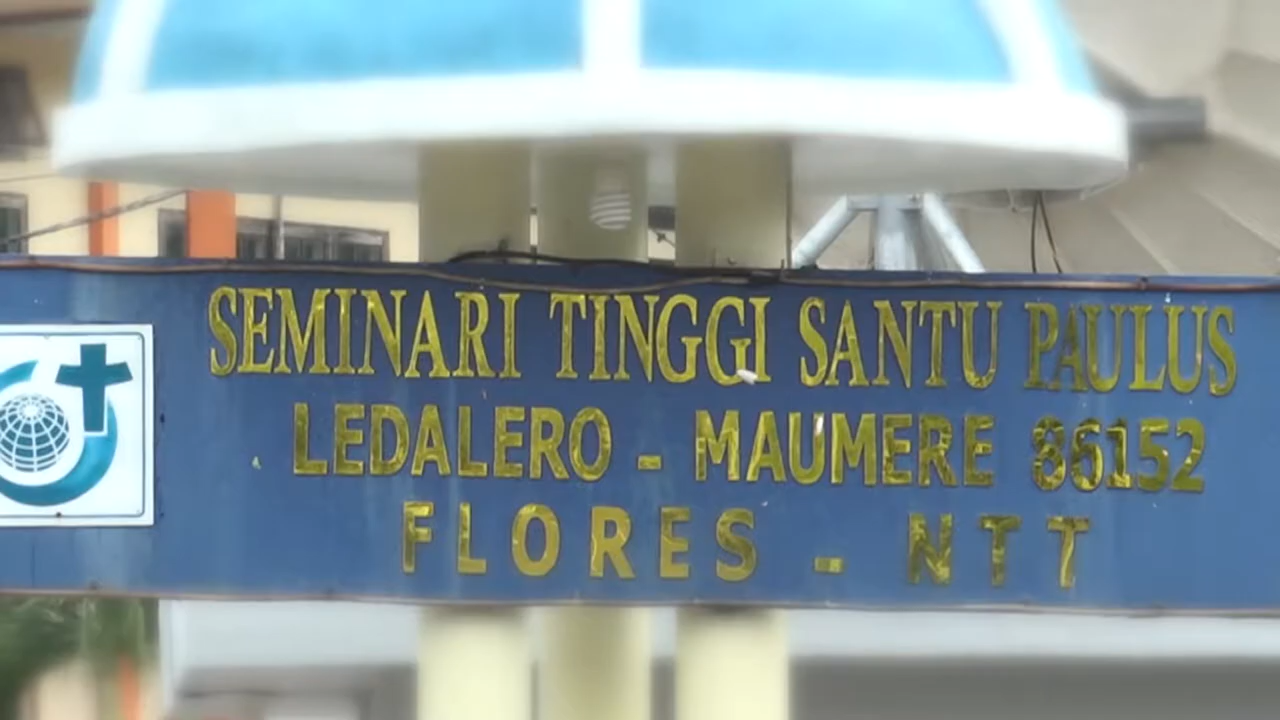 SEMINARI TINGGI SANTU PAULUS
LEDALERO - MAUMERE 86152
FLORES - NTT